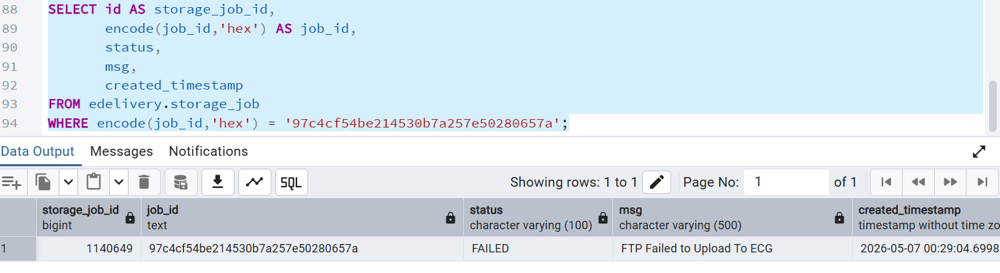 88 SELECT id AS storage_job_id,
89 encode(job_id,'hex') AS job_id,
90 status,
91 msg,
92 created_timestamp
93 FROM edelivery.storage_job
94 WHERE encode(job_id,'hex') = '97c4cf54be214530b7a257e50280657a';
Data Output Messages Notifications
SQL Showing rows: 1 to 1 Page No: 1 of 1
storage_job_id job_id status msg created_timestamp
bigint text character varying (100) character varying (500) timestamp without time zo
1 1140649 97c4cf54be214530b7a257e50280657a FAILED FTP Failed to Upload To ECG 2026-05-07 00:29:04.6998